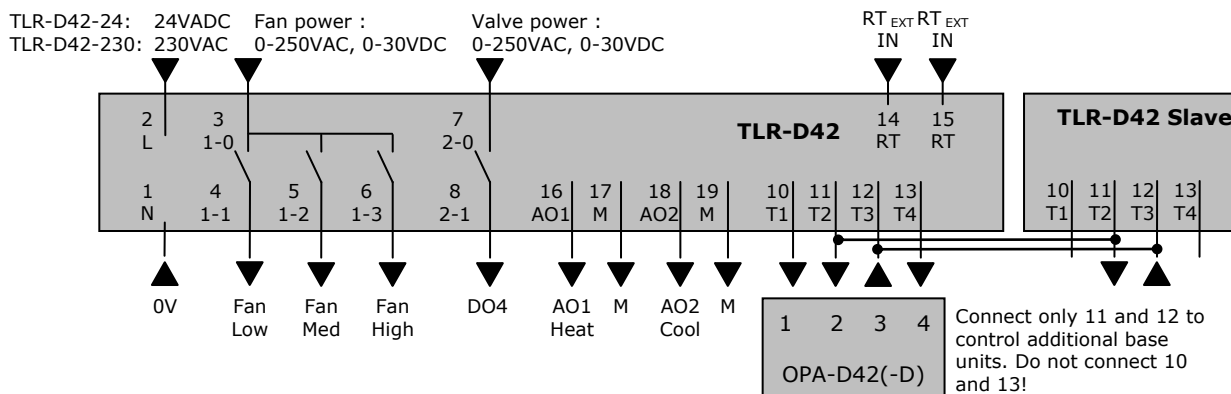 TLR-D42-24: 24VADC Fan power : Valve power : RT EXT RT EXT
TLR-D42-230: 230VAC 0-250VAC, 0-30VDC 0-250VAC, 0-30VDC IN IN
2 3 7 TLR-D42 14 15 TLR-D42 Slave
L 1-0 2-0 RT RT
1 4 5 6 8 16 17 18 19 10 11 12 13 10 11 12 13
N 1-1 1-2 1-3 2-1 AO1 M AO2 M T1 T2 T3 T4 T1 T2 T3 T4
0V Fan Fan Fan DO4 AO1 M AO2 M
Low Med High Heat Cool
1 2 3 4
OPA-D42(-D)
Connect only 11 and 12 to
control additional base
units. Do not connect 10
and 13!